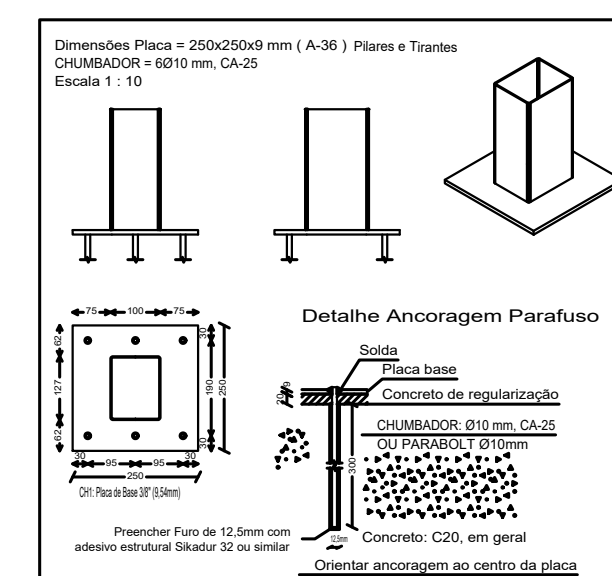 Dimensões Placa = 250x250x9 mm ( A-36 ) Pilares e Tirantes
CHUMBADOR = 6Ø10 mm, CA-25
Escala 1 : 10
75 100 75
62
127
62
30
190
30
250
30 95 95 30
250
CH1: Placa de Base 3/8" (9,54mm)
Detalhe Ancoragem Parafuso
Solda
Placa base
Concreto de regularização
20 9
CHUMBADOR: Ø10 mm, CA-25
OU PARABOLT Ø10mm
300
Preencher Furo de 12,5mm com
adesivo estrutural Sikadur 32 ou similar
12,5mm
Concreto: C20, em geral
Orientar ancoragem ao centro da placa